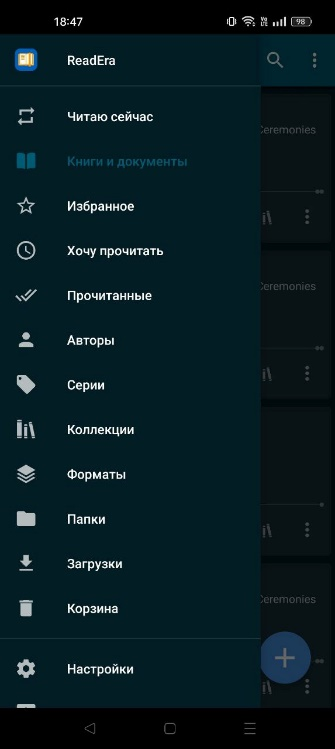 18:47
98
ReadEra
Читаю сейчас
Ceremonies
Книги и документы
Избранное
Хочу прочитать
Ceremonies
Прочитанные
Авторы
Серии
Коллекции
Форматы
Папки
Загрузки
Ceremonies
Корзина
Настройки